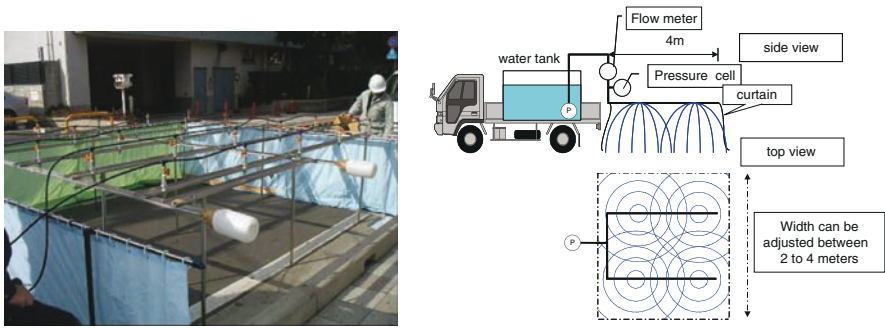 Flow meter
4m
side view
water tank
Pressure cell
curtain
P
top view
P
Width can be
adjusted between
2 to 4 meters